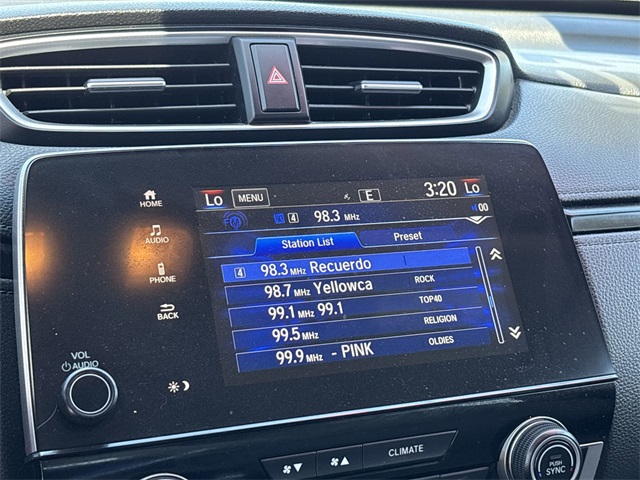 Lo MENU E 3:20 Lo
4 98.3 MHz 00
Station List Preset
4 98.3 MHz Recuerdo
98.7 MHz Yellowca ROCK
99.1 MHz 99.1 TOP40
99.5 MHz RELIGION
99.9 MHz - PINK OLDIES
HOME
AUDIO
PHONE
BACK
VOL
AUDIO
CLIMATE
PUSH
SYNC